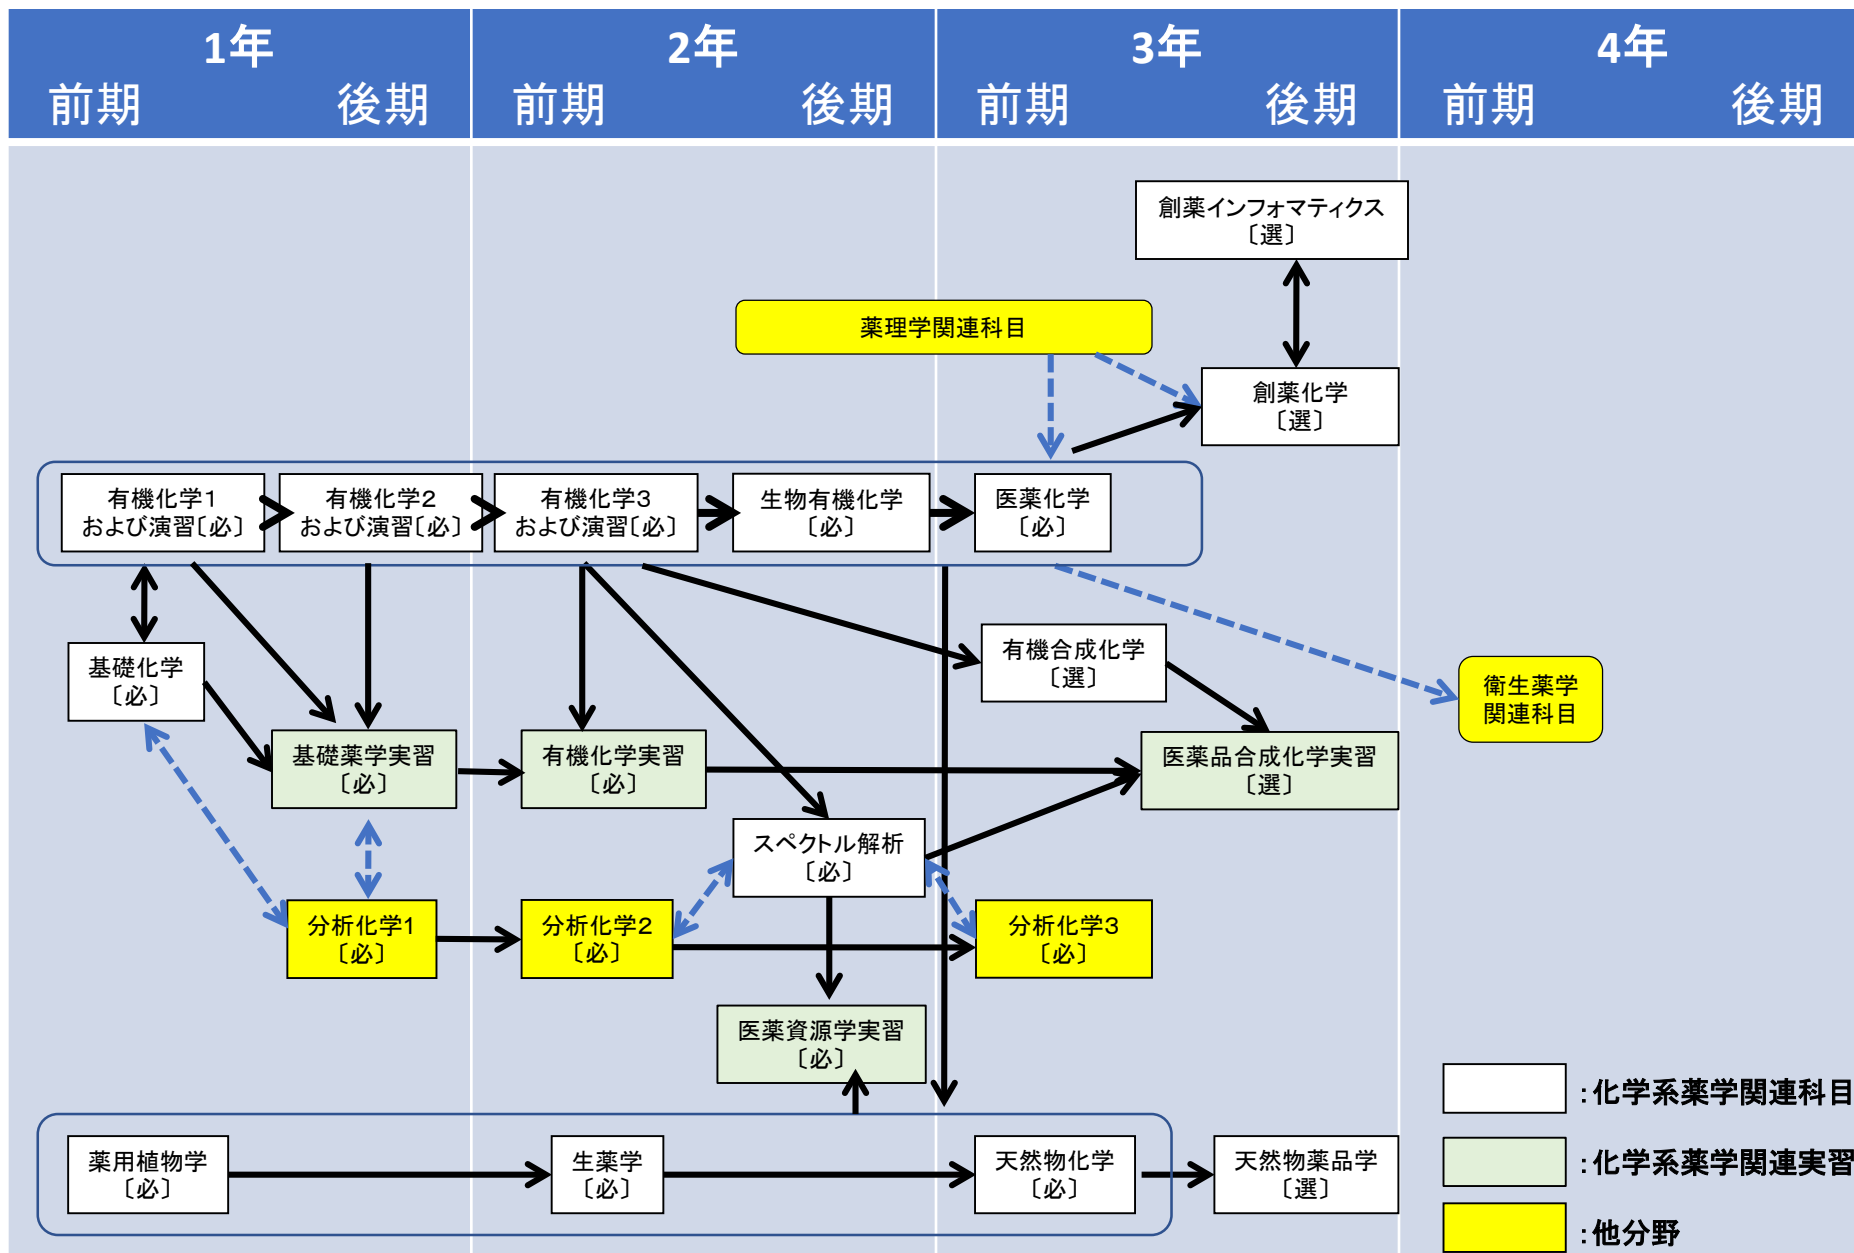 1年
2年
3年
4年
前期 後期
前期 後期
前期 後期
前期 後期
創薬インフォマティクス
〔選〕
薬理学関連科目
創薬化学
〔選〕
有機化学1
および演習〔必〕
有機化学2
および演習〔必〕
有機化学3
および演習〔必〕
生物有機化学
〔必〕
医薬化学
〔必〕
基礎化学
〔必〕
有機合成化学
〔選〕
衛生薬学
関連科目
基礎薬学実習
〔必〕
有機化学実習
〔必〕
医薬品合成化学実習
〔選〕
スペクトル解析
〔必〕
分析化学1
〔必〕
分析化学2
〔必〕
分析化学3
〔必〕
医薬資源学実習
〔必〕
薬用植物学
〔必〕
生薬学
〔必〕
天然物化学
〔必〕
天然物薬品学
〔選〕
：化学系薬学関連科目
：化学系薬学関連実習
：他分野